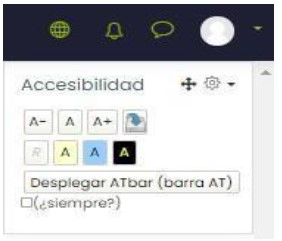 Accesibilidad
A- A A+
R A A A
Desplegar ATbar (barra AT)
(¿siempre?)